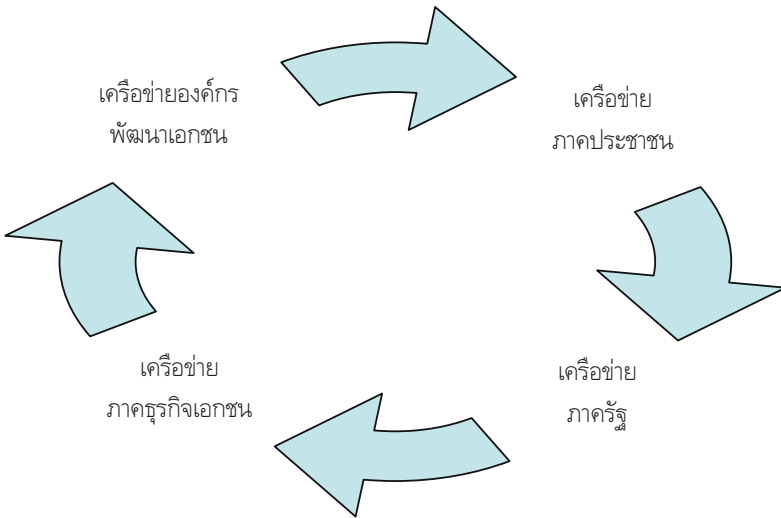 เครือข่ายองค์กร
พัฒนาเอกชน
เครือข่าย
ภาคประชาชน
เครือข่าย
ภาคธุรกิจเอกชน
เครือข่าย
ภาครัฐ